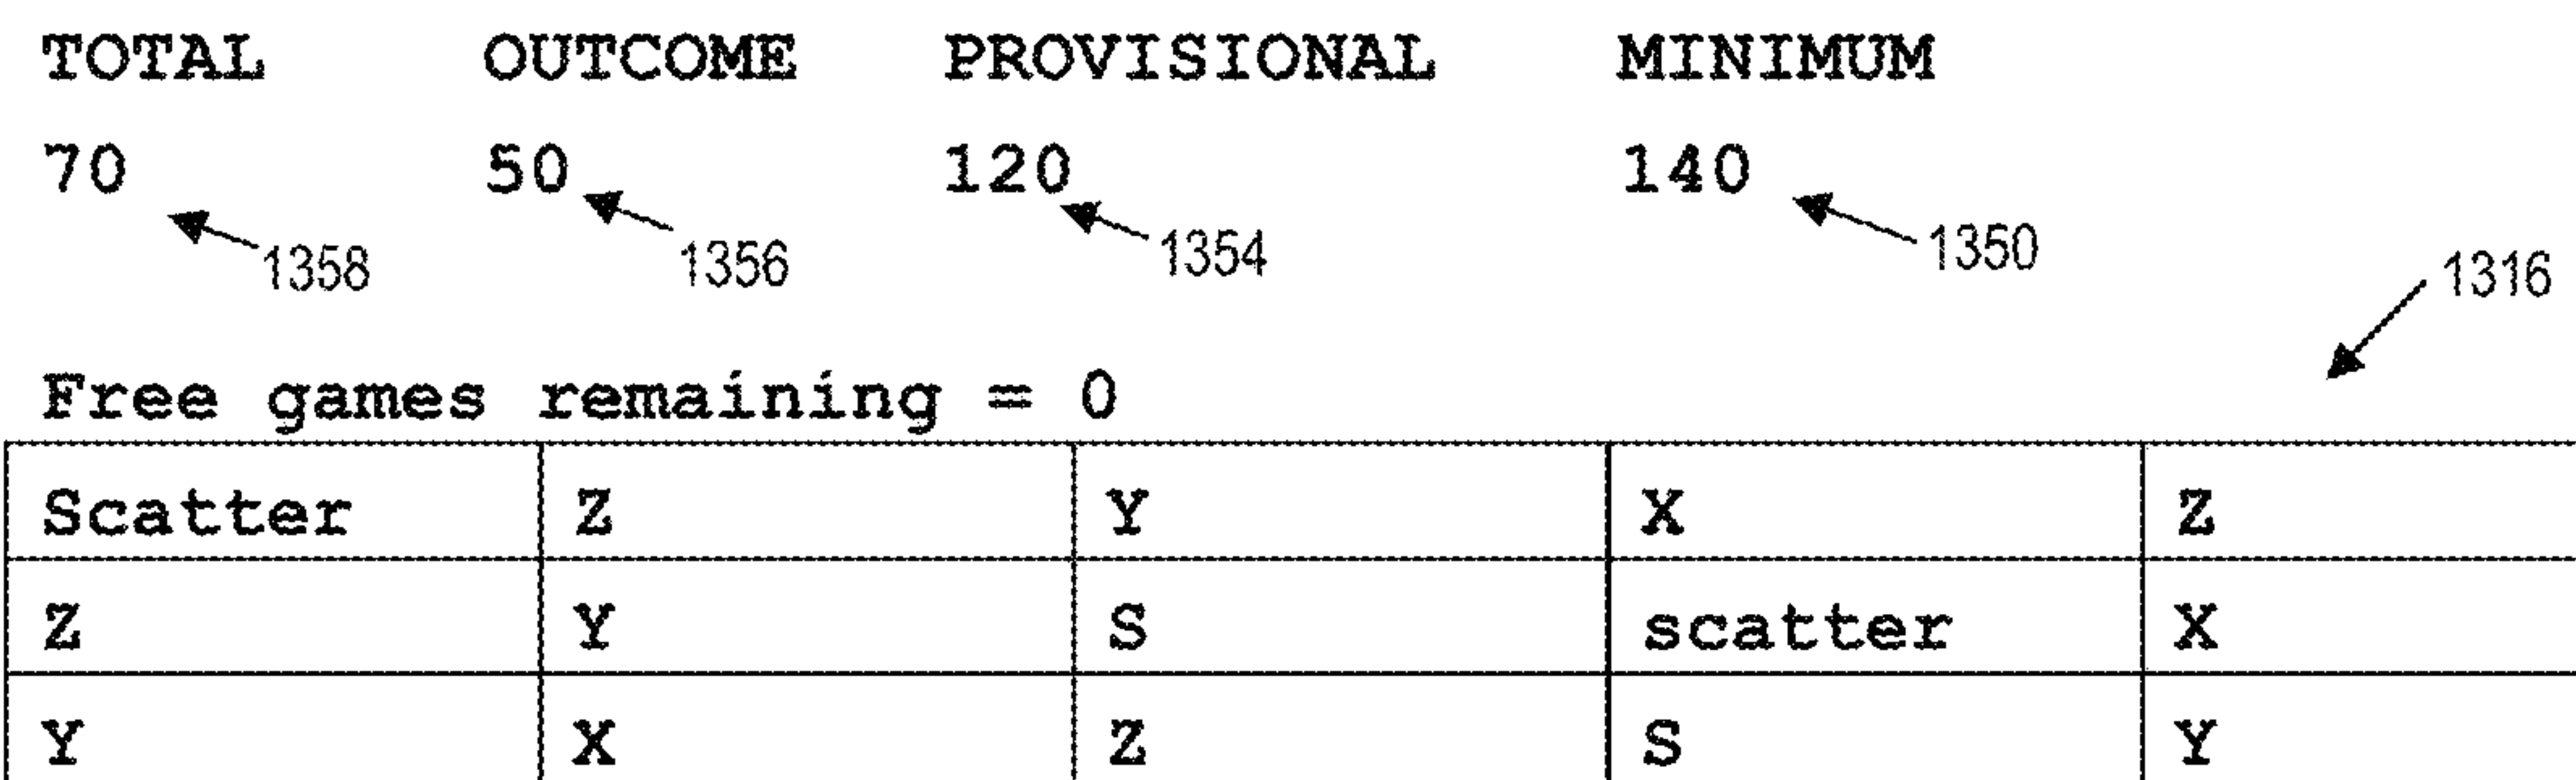 TOTAL OUTCOME PROVISIONAL MINIMUM
70 50 120 140
1358 1356 1354 1350
1316
Free games remaining = 0
Scatter Z Y X Z
Z Y S scatter X
Y X Z S Y